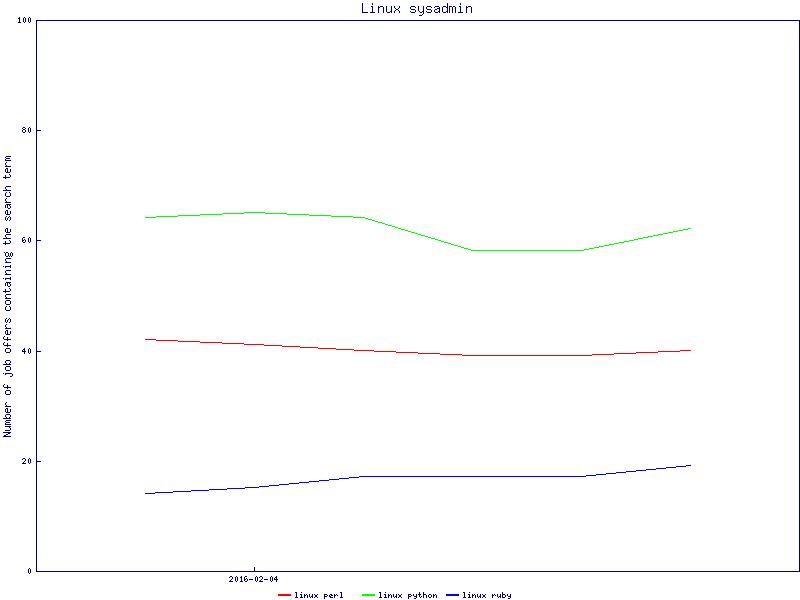 Linux sysadmin
100
80
60
40
20
0
Number of job offers containing the search term
2016-02-04
linux perl linux python linux ruby